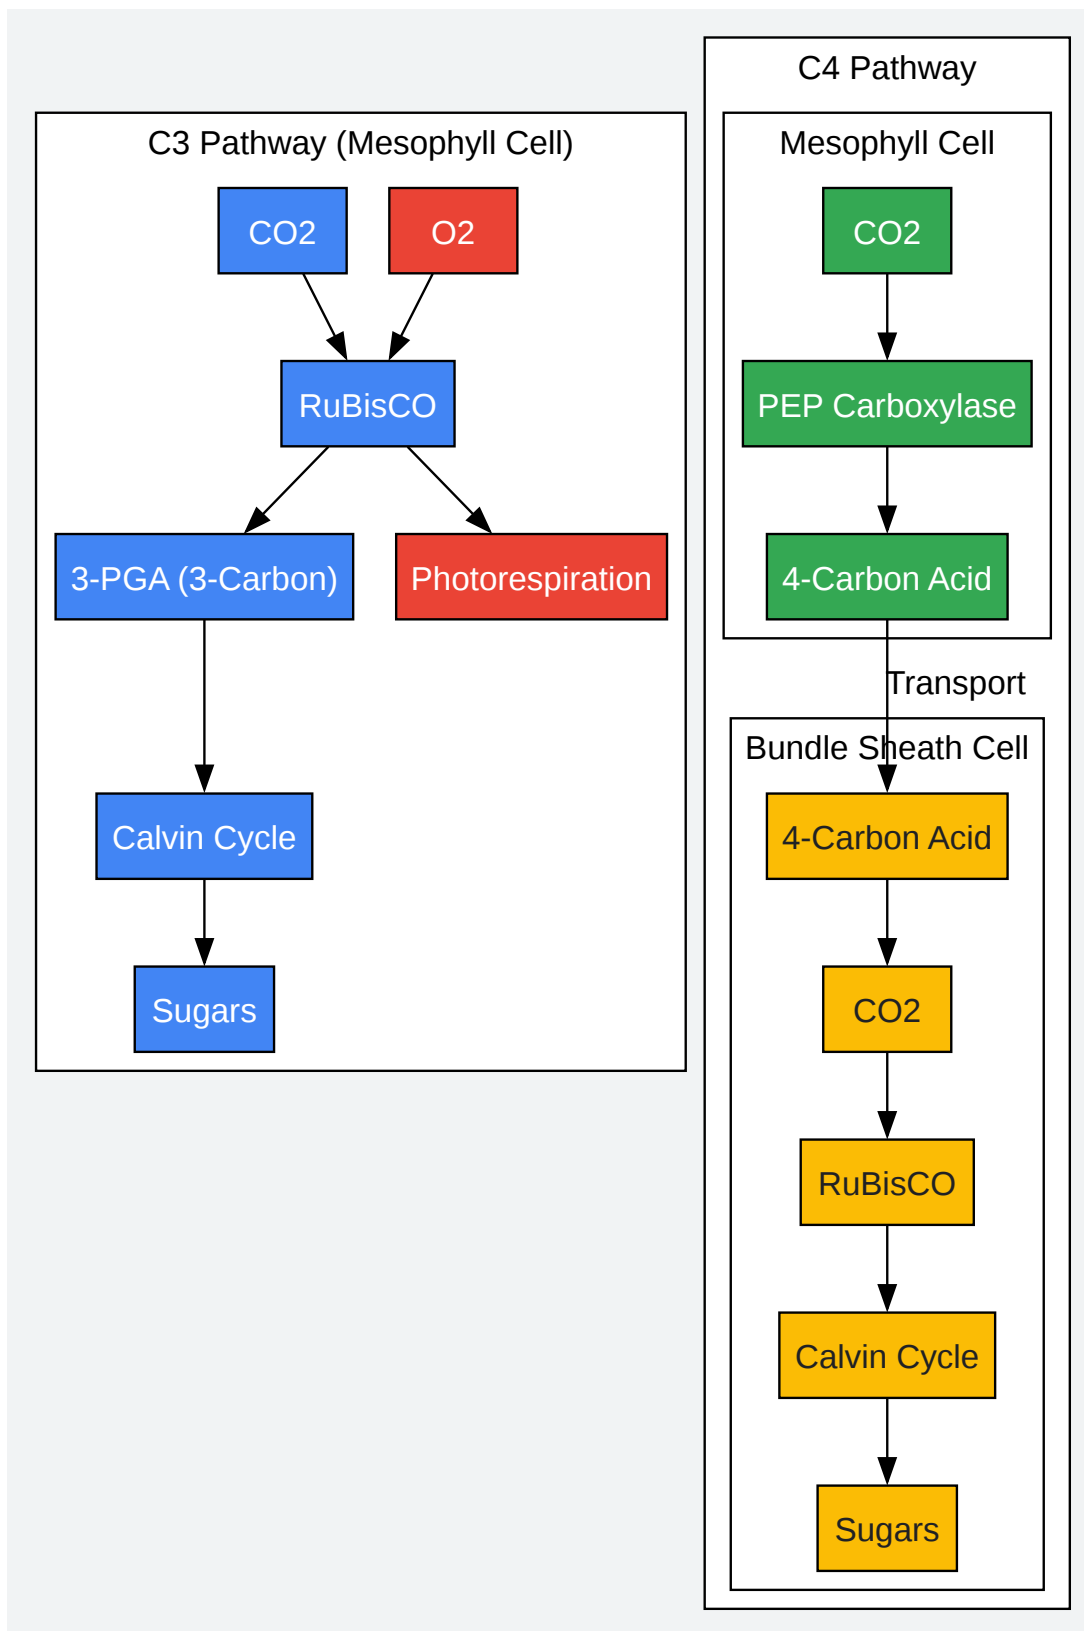 C3 Pathway (Mesophyll Cell)
CO2
O2
RuBisCO
3-PGA (3-Carbon)
Photorespiration
Calvin Cycle
Sugars
C4 Pathway
Mesophyll Cell
CO2
PEP Carboxylase
4-Carbon Acid
Transport
Bundle Sheath Cell
4-Carbon Acid
CO2
RuBisCO
Calvin Cycle
Sugars